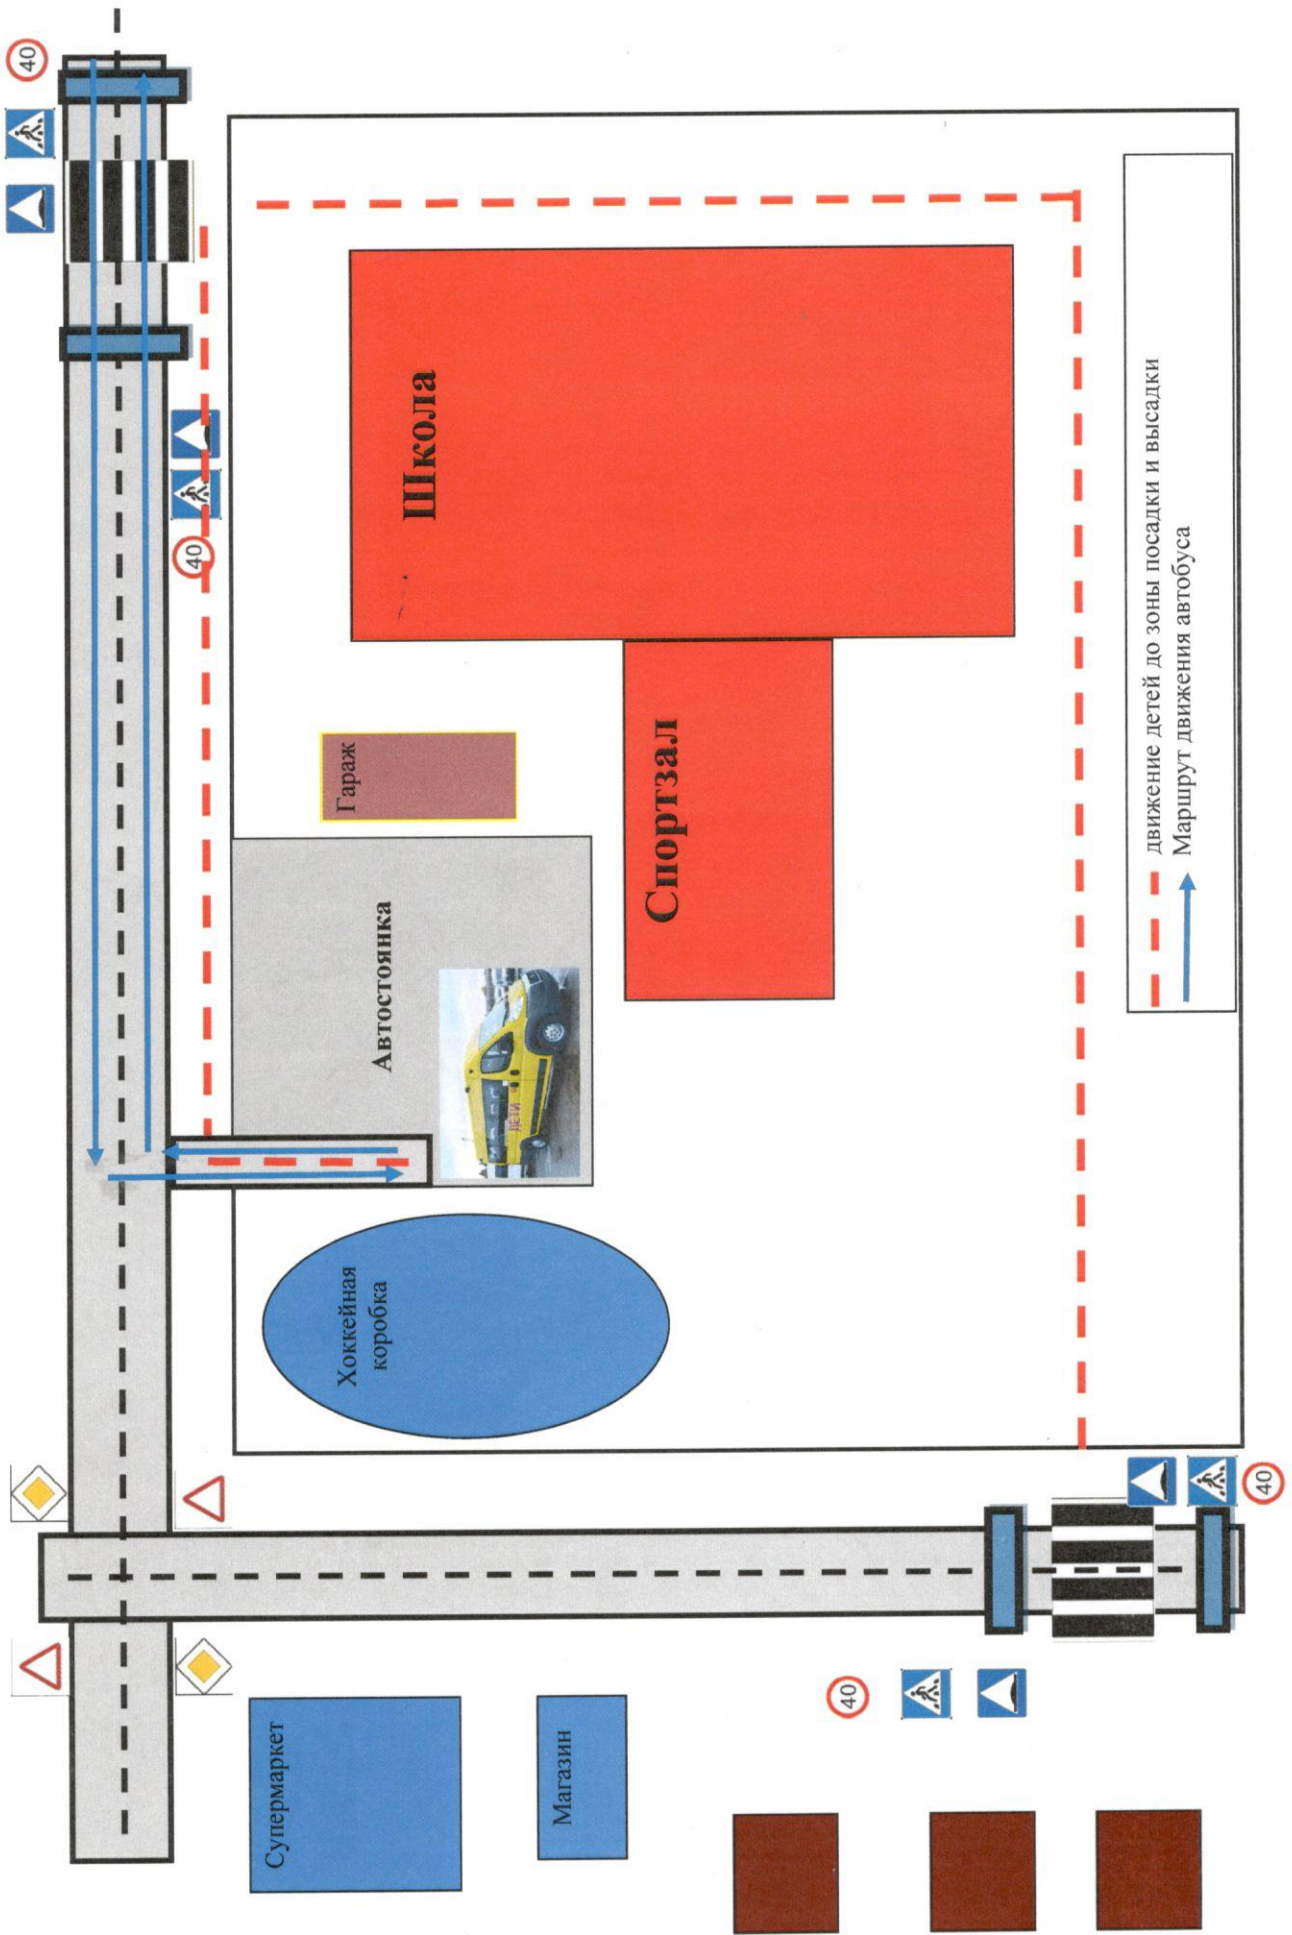 40
40
Школа
Гараж
Спортзал
Автостоянка
ДЕТИ
Хоккейная
коробка
движение детей до зоны посадки и высадки
Маршрут движения автобуса
40
40
Супермаркет
Магазин